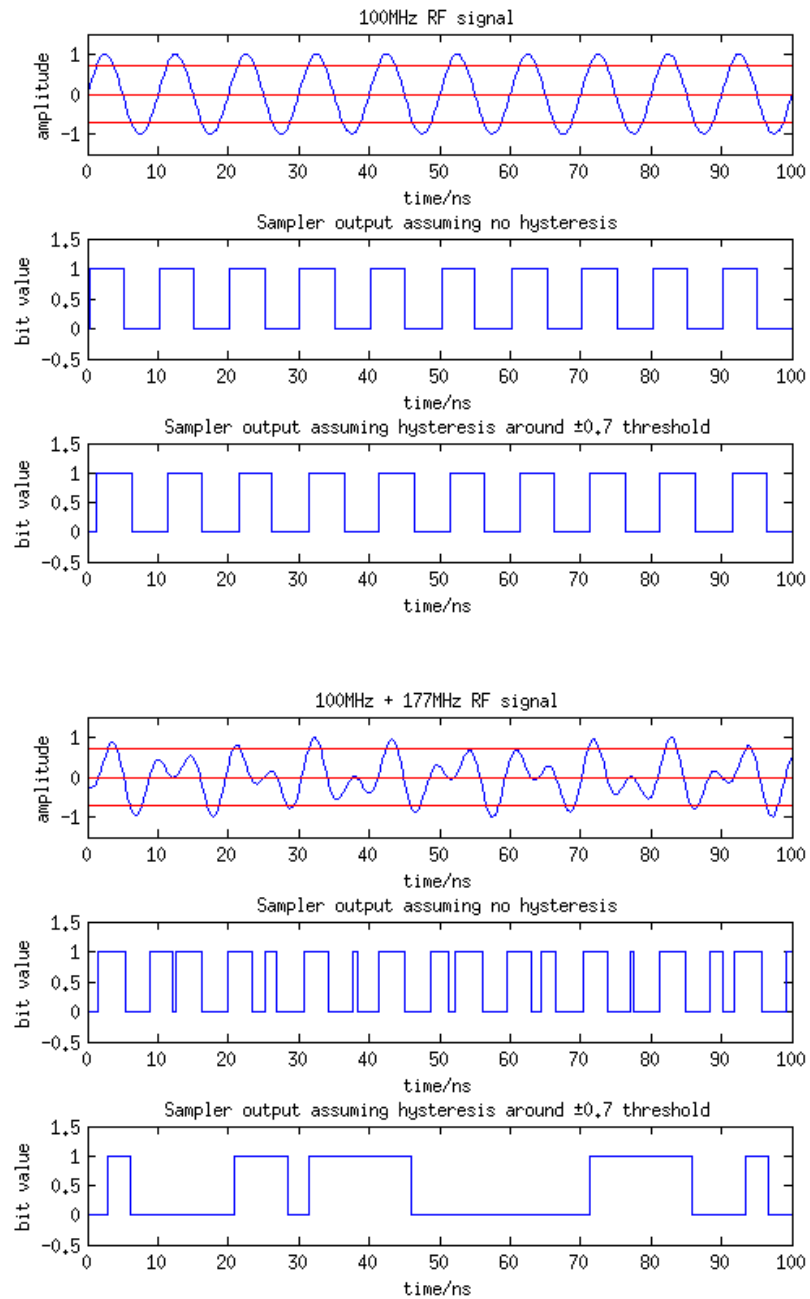 100MHz RF signal
amplitude
1
0
-1
0 10 20 30 40 50 60 70 80 90 100
time/ns
Sampler output assuming no hysteresis
bit value
1.5
1
0.5
0
-0.5
0 10 20 30 40 50 60 70 80 90 100
time/ns
Sampler output assuming hysteresis around ±0.7 threshold
bit value
1.5
1
0.5
0
-0.5
0 10 20 30 40 50 60 70 80 90 100
time/ns
100MHz + 177MHz RF signal
amplitude
1
0
-1
0 10 20 30 40 50 60 70 80 90 100
time/ns
Sampler output assuming no hysteresis
bit value
1.5
1
0.5
0
-0.5
0 10 20 30 40 50 60 70 80 90 100
time/ns
Sampler output assuming hysteresis around ±0.7 threshold
bit value
1.5
1
0.5
0
-0.5
0 10 20 30 40 50 60 70 80 90 100
time/ns